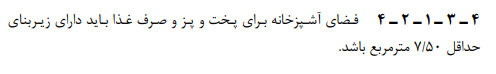 ۴ – ۳ – ۱ – ۲ – ۴ فضای آشپزخانه برای پخت و پز و صرف غذا باید دارای زیربنای
حداقل ۷/۵۰ مترمربع باشد.